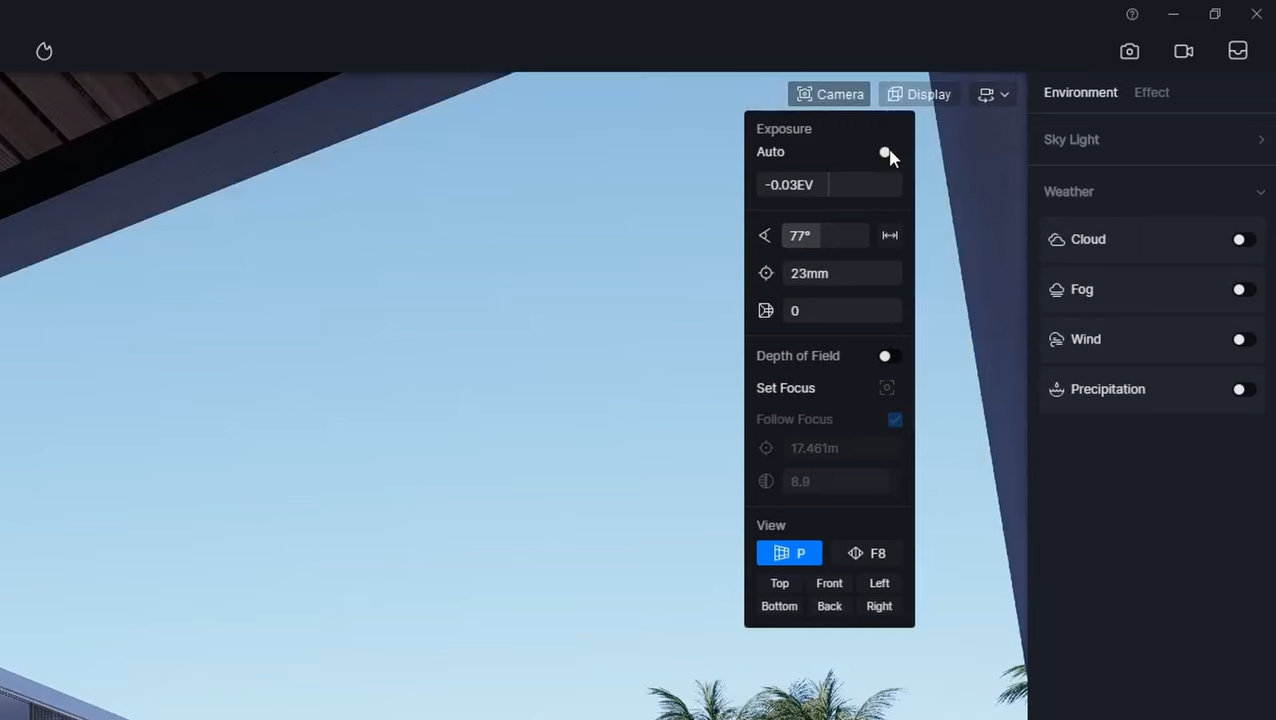 Camera
Display
Environment
Effect
Exposure
Auto
-0.03EV
Sky Light
Weather
77°
Cloud
23mm
Fog
0
Wind
Depth of Field
Set Focus
Precipitation
Follow Focus
17.461m
8.9
View
P
F8
Top
Front
Left
Bottom
Back
Right